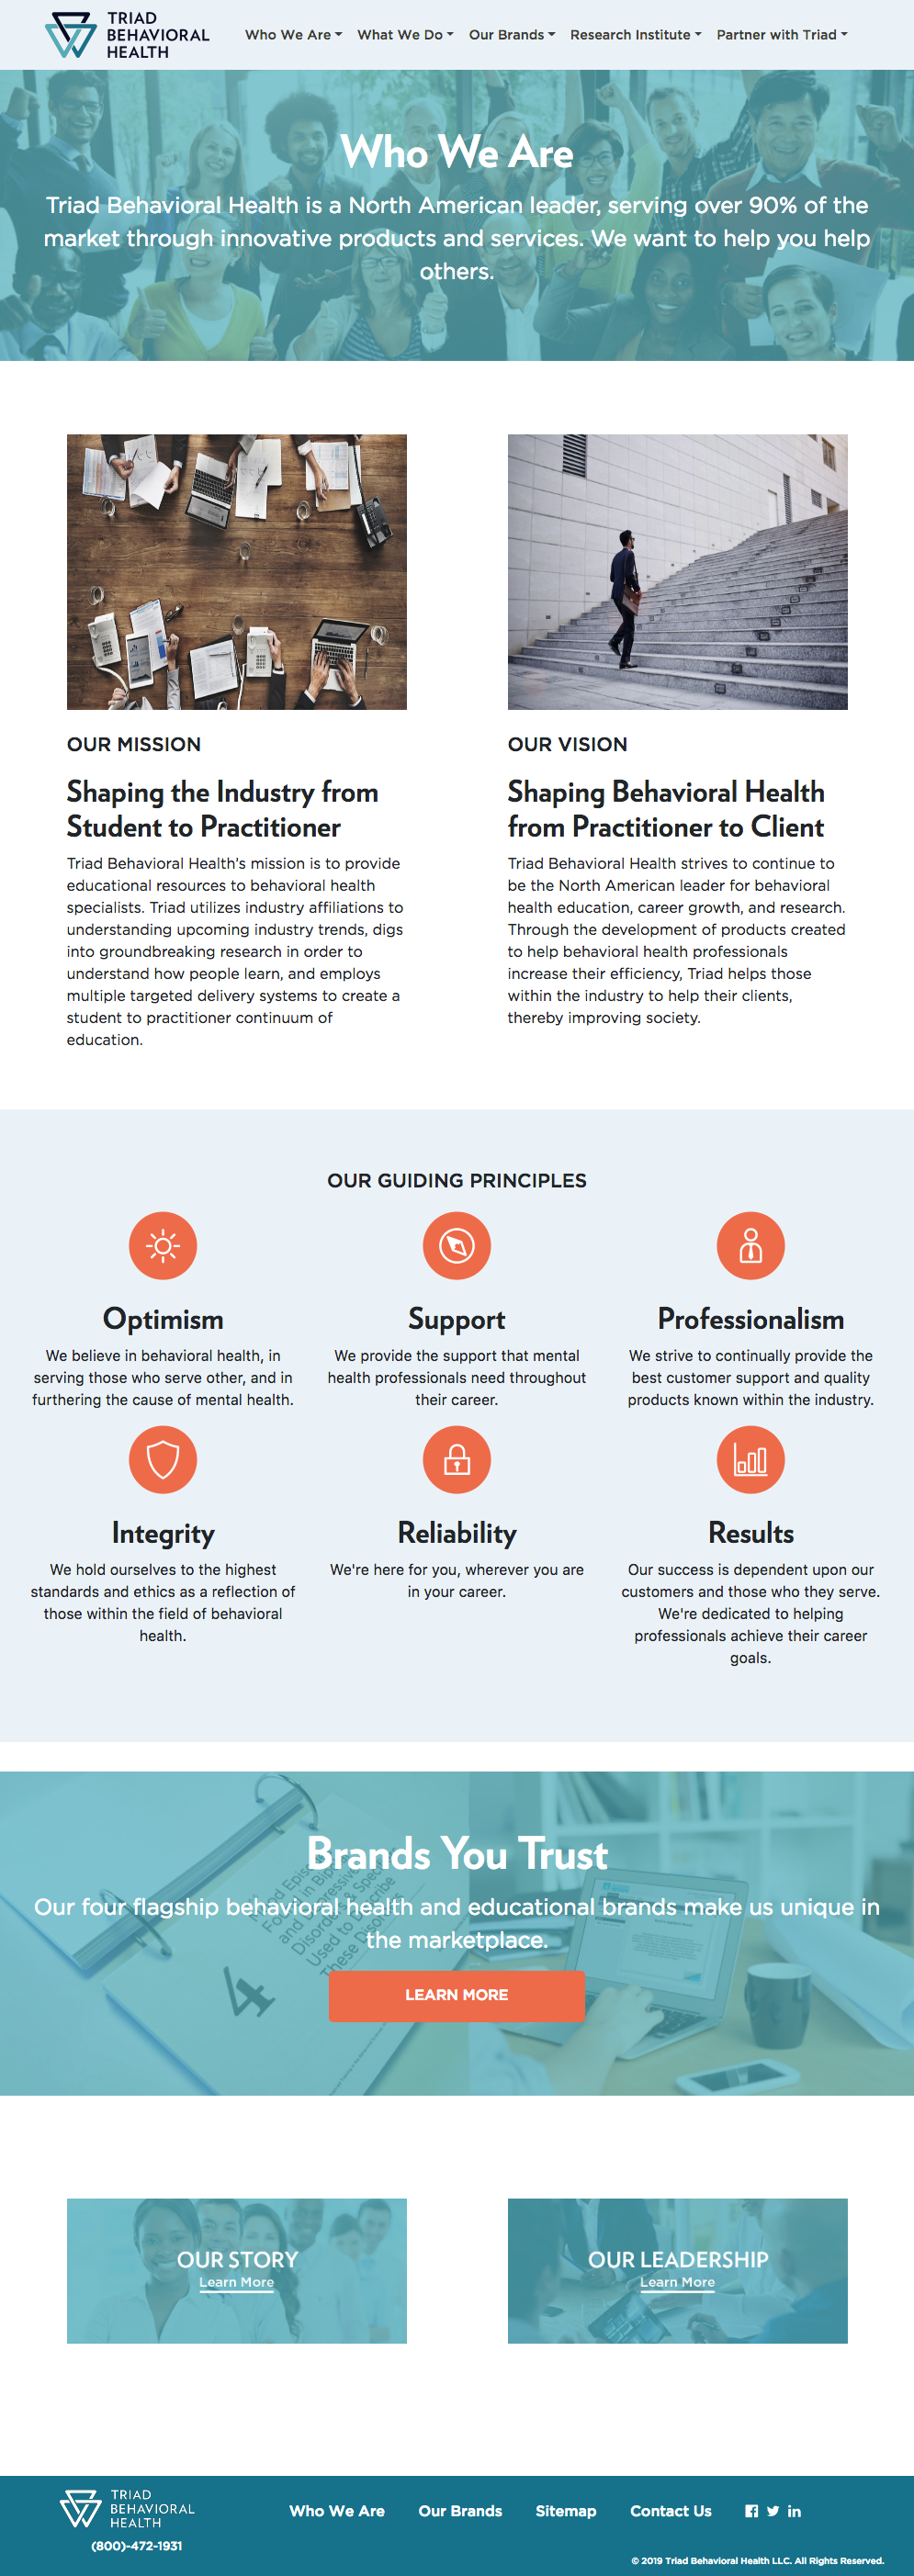 TRIAD
BEHAVIORAL
HEALTH
Who We Are
What We Do
Our Brands
Research Institute
Partner with Triad
Who We Are
Triad Behavioral Health is a North American leader, serving over 90% of the
market through innovative products and services. We want to help you help
others.
OUR MISSION
Shaping the Industry from
Student to Practitioner
Triad Behavioral Health's mission is to provide
educational resources to behavioral health
specialists. Triad utilizes industry affiliations to
understanding upcoming industry trends, digs
into groundbreaking research in order to
understand how people learn, and employs
multiple targeted delivery systems to create a
student to practitioner continuum of
education.
OUR VISION
Shaping Behavioral Health
from Practitioner to Client
Triad Behavioral Health strives to continue to
be the North American leader for behavioral
health education, career growth, and research.
Through the development of products created
to help behavioral health professionals
increase their efficiency, Triad helps those
within the industry to help their clients,
thereby improving society.
OUR GUIDING PRINCIPLES
Optimism
We believe in behavioral health, in
serving those who serve other, and in
furthering the cause of mental health.
Support
We provide the support that mental
health professionals need throughout
their career.
Professionalism
We strive to continually provide the
best customer support and quality
products known within the industry.
Integrity
We hold ourselves to the highest
standards and ethics as a reflection of
those within the field of behavioral
health.
Reliability
We're here for you, wherever you are
in your career.
Results
Our success is dependent upon our
customers and those who they serve.
We're dedicated to helping
professionals achieve their career
goals.
Brands You Trust
Our four flagship behavioral health and educational brands make us unique in
the marketplace.
LEARN MORE
4
Used to Describe
These Disorders
OUR STORY
Learn More
OUR LEADERSHIP
Learn More
TRIAD
BEHAVIORAL
HEALTH
(800)-472-1931
Who We Are
Our Brands
Sitemap
Contact Us
© 2019 Triad Behavioral Health LLC. All Rights Reserved.